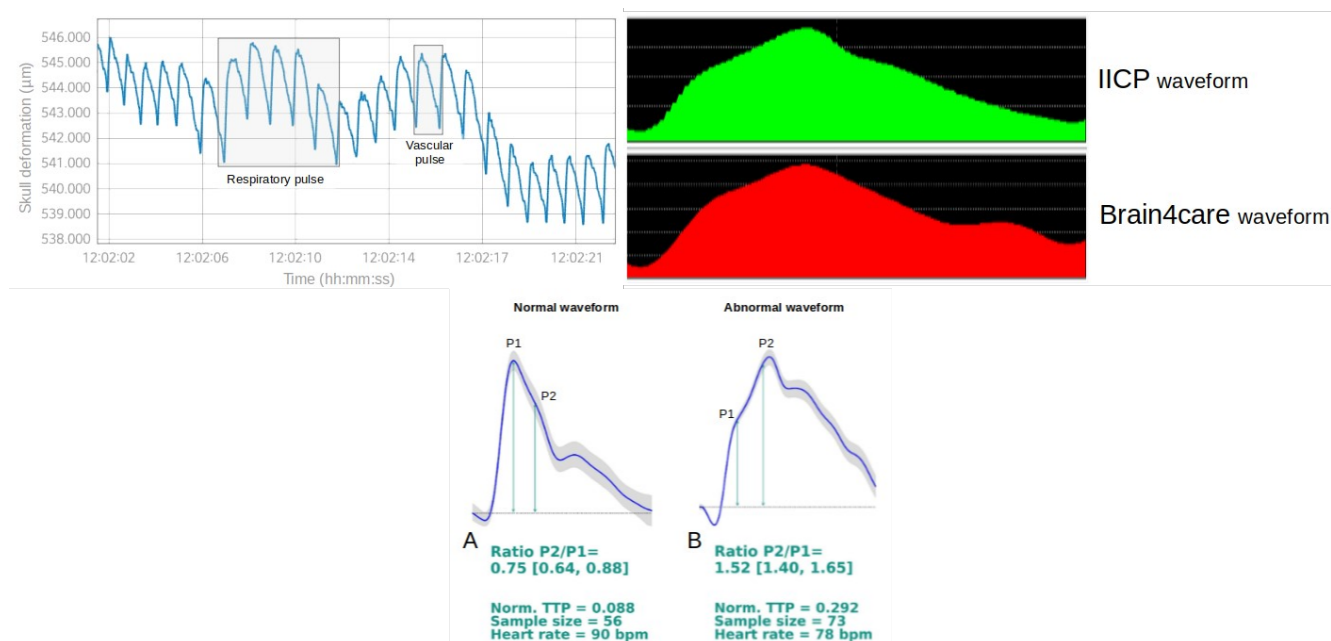 546.000
545.000
544.000
543.000
542.000
541.000
540.000
539.000
538.000
Skull deformation (µm)
Respiratory pulse
Vascular
pulse
12:02:02 12:02:06 12:02:10 12:02:14 12:02:17 12:02:21
Time (hh:mm:ss)
IICP waveform
Brain4care waveform
Normal waveform
P1
P2
A
Ratio P2/P1=
0.75 [0.64, 0.88]
Norm. TTP = 0.088
Sample size = 56
Heart rate = 90 bpm
Abnormal waveform
P2
P1
B
Ratio P2/P1=
1.52 [1.40, 1.65]
Norm. TTP = 0.292
Sample size = 73
Heart rate = 78 bpm